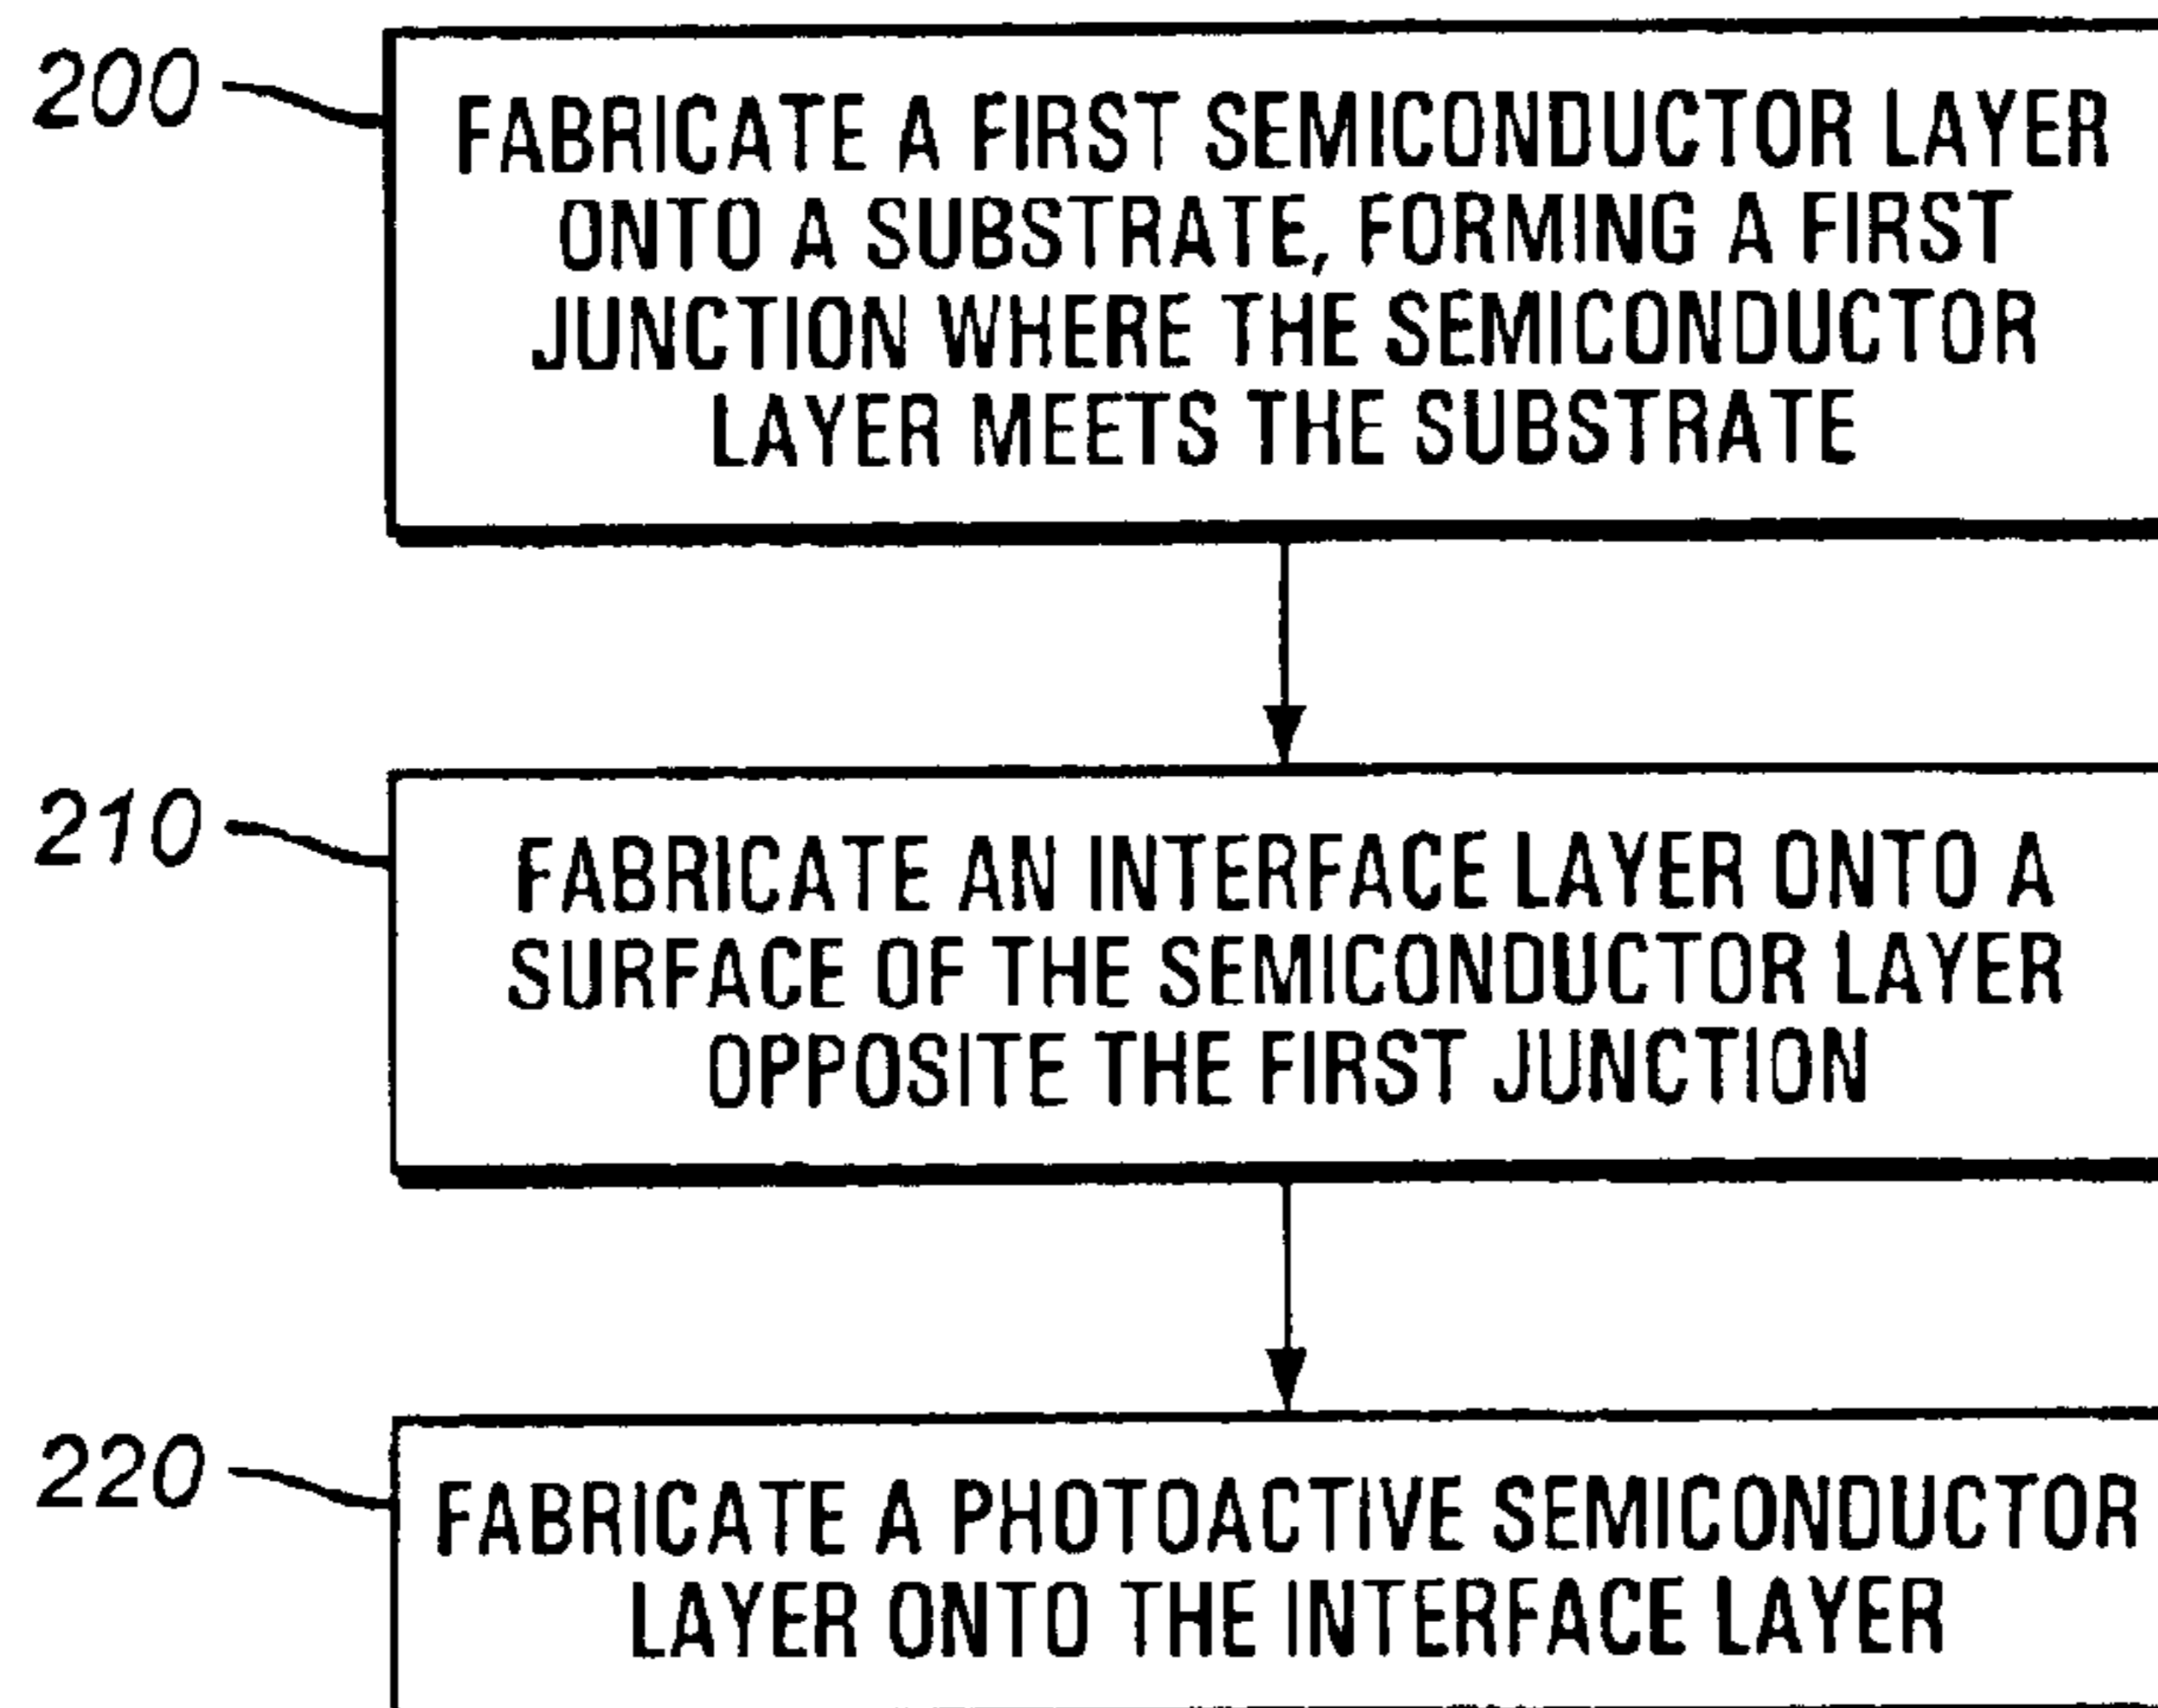 200
FABRICATE A FIRST SEMICONDUCTOR LAYER
ONTO A SUBSTRATE, FORMING A FIRST
JUNCTION WHERE THE SEMICONDUCTOR
LAYER MEETS THE SUBSTRATE
210
FABRICATE AN INTERFACE LAYER ONTO A
SURFACE OF THE SEMICONDUCTOR LAYER
OPPOSITE THE FIRST JUNCTION
220
FABRICATE A PHOTOACTIVE SEMICONDUCTOR
LAYER ONTO THE INTERFACE LAYER